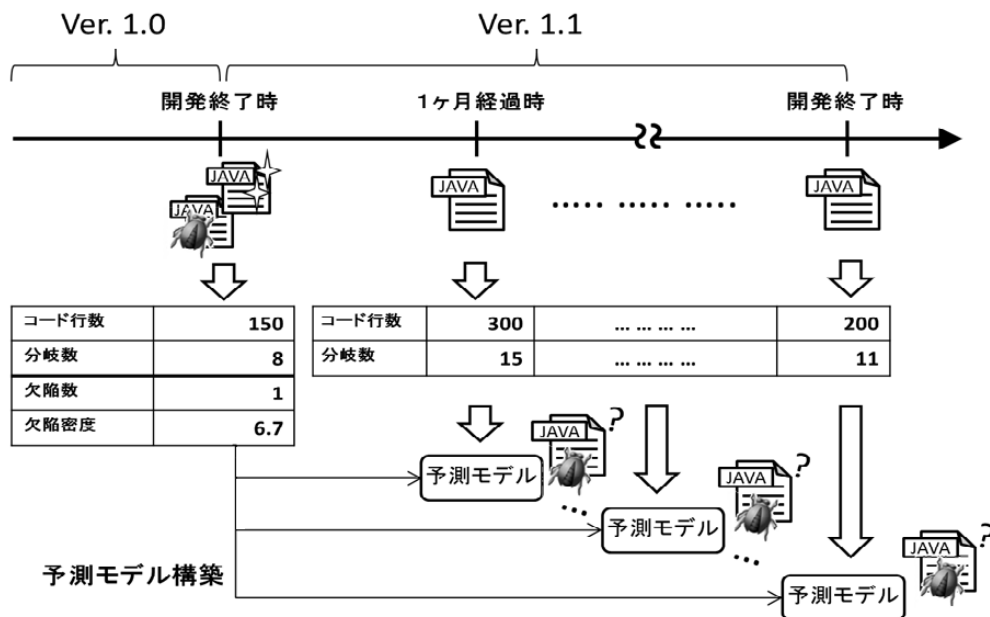 Ver. 1.0
Ver. 1.1
開発終了時
1ヶ月経過時
開発終了時
JAVA
JAVA
JAVA
..... ..... .....
JAVA
コード行数 150
分岐数 8
欠陥数 1
欠陥密度 6.7
コード行数 300 ... ... ... ... 200
分岐数 15 ... ... ... ... 11
JAVA ?
予測モデル
...
JAVA ?
予測モデル
...
JAVA ?
予測モデル
予測モデル構築